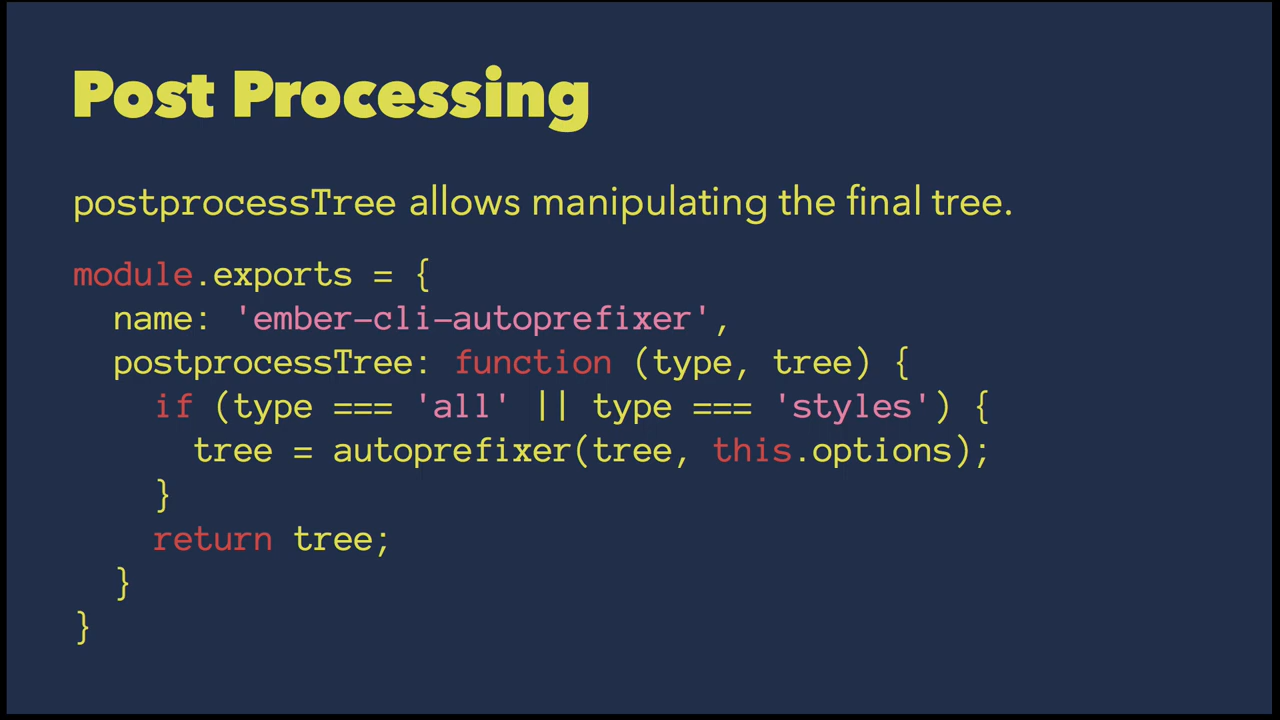 Post Processing
postprocessTree allows manipulating the final tree.
module.exports = {
  name: 'ember-cli-autoprefixer',
  postprocessTree: function (type, tree) {
    if (type === 'all' || type === 'styles') {
      tree = autoprefixer(tree, this.options);
    }
    return tree;
  }
}